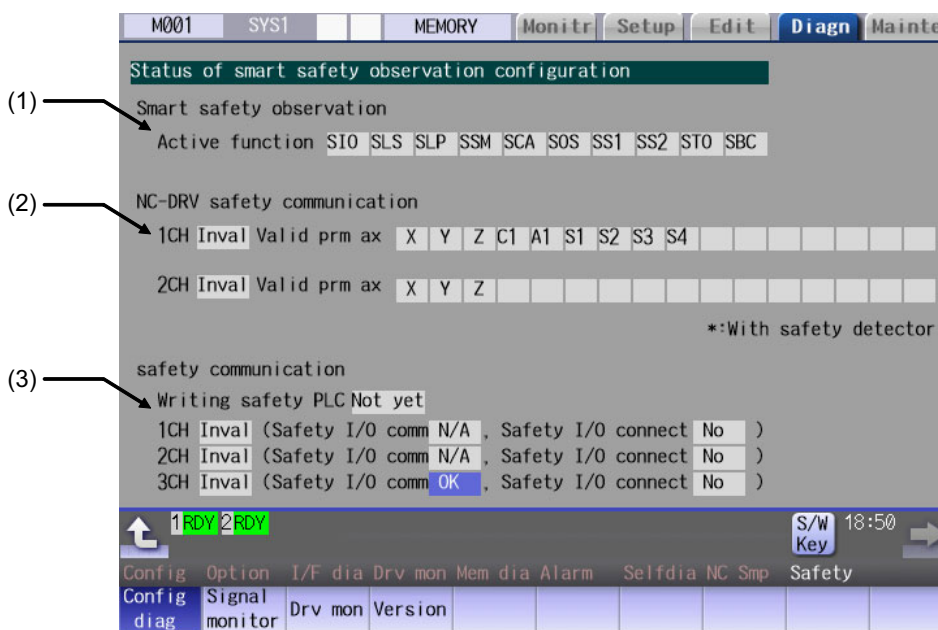 M001 SYS1 MEMORY Monitr Setup Edit Diagn Mainte
Status of smart safety observation configuration
(1)
Smart safety observation
Active function SIO SLS SLP SSM SCA SOS SS1 SS2 STO SBC
(2)
NC-DRV safety communication
1CH Inval Valid prm ax X Y Z C1 A1 S1 S2 S3 S4
2CH Inval Valid prm ax X Y Z
*:With safety detector
(3)
safety communication
Writing safety PLC Not yet
1CH Inval (Safety I/O comm N/A , Safety I/O connect No )
2CH Inval (Safety I/O comm N/A , Safety I/O connect No )
3CH Inval (Safety I/O comm OK , Safety I/O connect No )
1 RDY 2 RDY S/W Key 18:50
Config Option I/F dia Drv mon Mem dia Alarm Selfdia NC Smp Safety
Config diag Signal monitor Drv mon Version